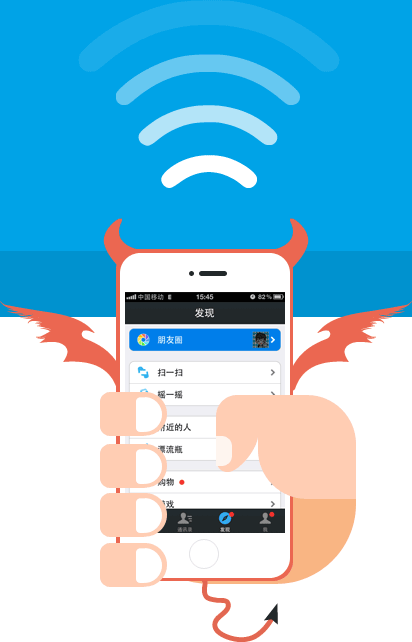 中国移动 15:45 82%
发现
朋友圈
扫一扫
摇一摇
附近的人
漂流瓶
购物
游戏
通讯录 发现 我